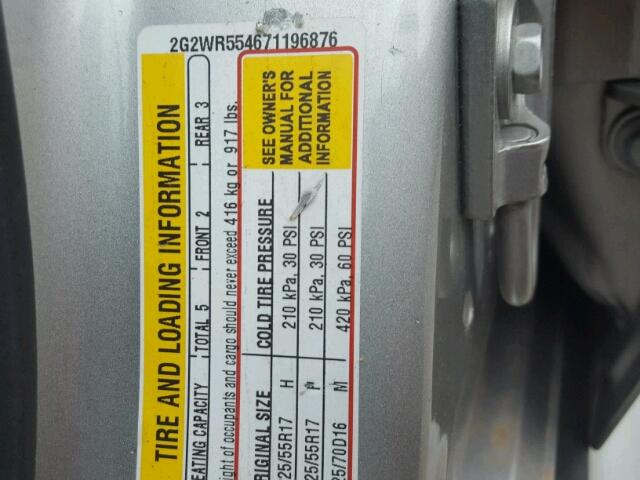 2G2WR554671196876
TIRE AND LOADING INFORMATION
EATING CAPACITY TOTAL 5 FRONT 2 REAR 3
ight of occupants and cargo should never exceed 416 kg or 917 lbs.
RIGINAL SIZE COLD TIRE PRESSURE
25/55R17 H 210 kPa, 30 PSI
25/55R17 210 kPa, 30 PSI
25/70D16 M 420 kPa, 60 PSI
SEE OWNER'S
MANUAL FOR
ADDITIONAL
INFORMATION